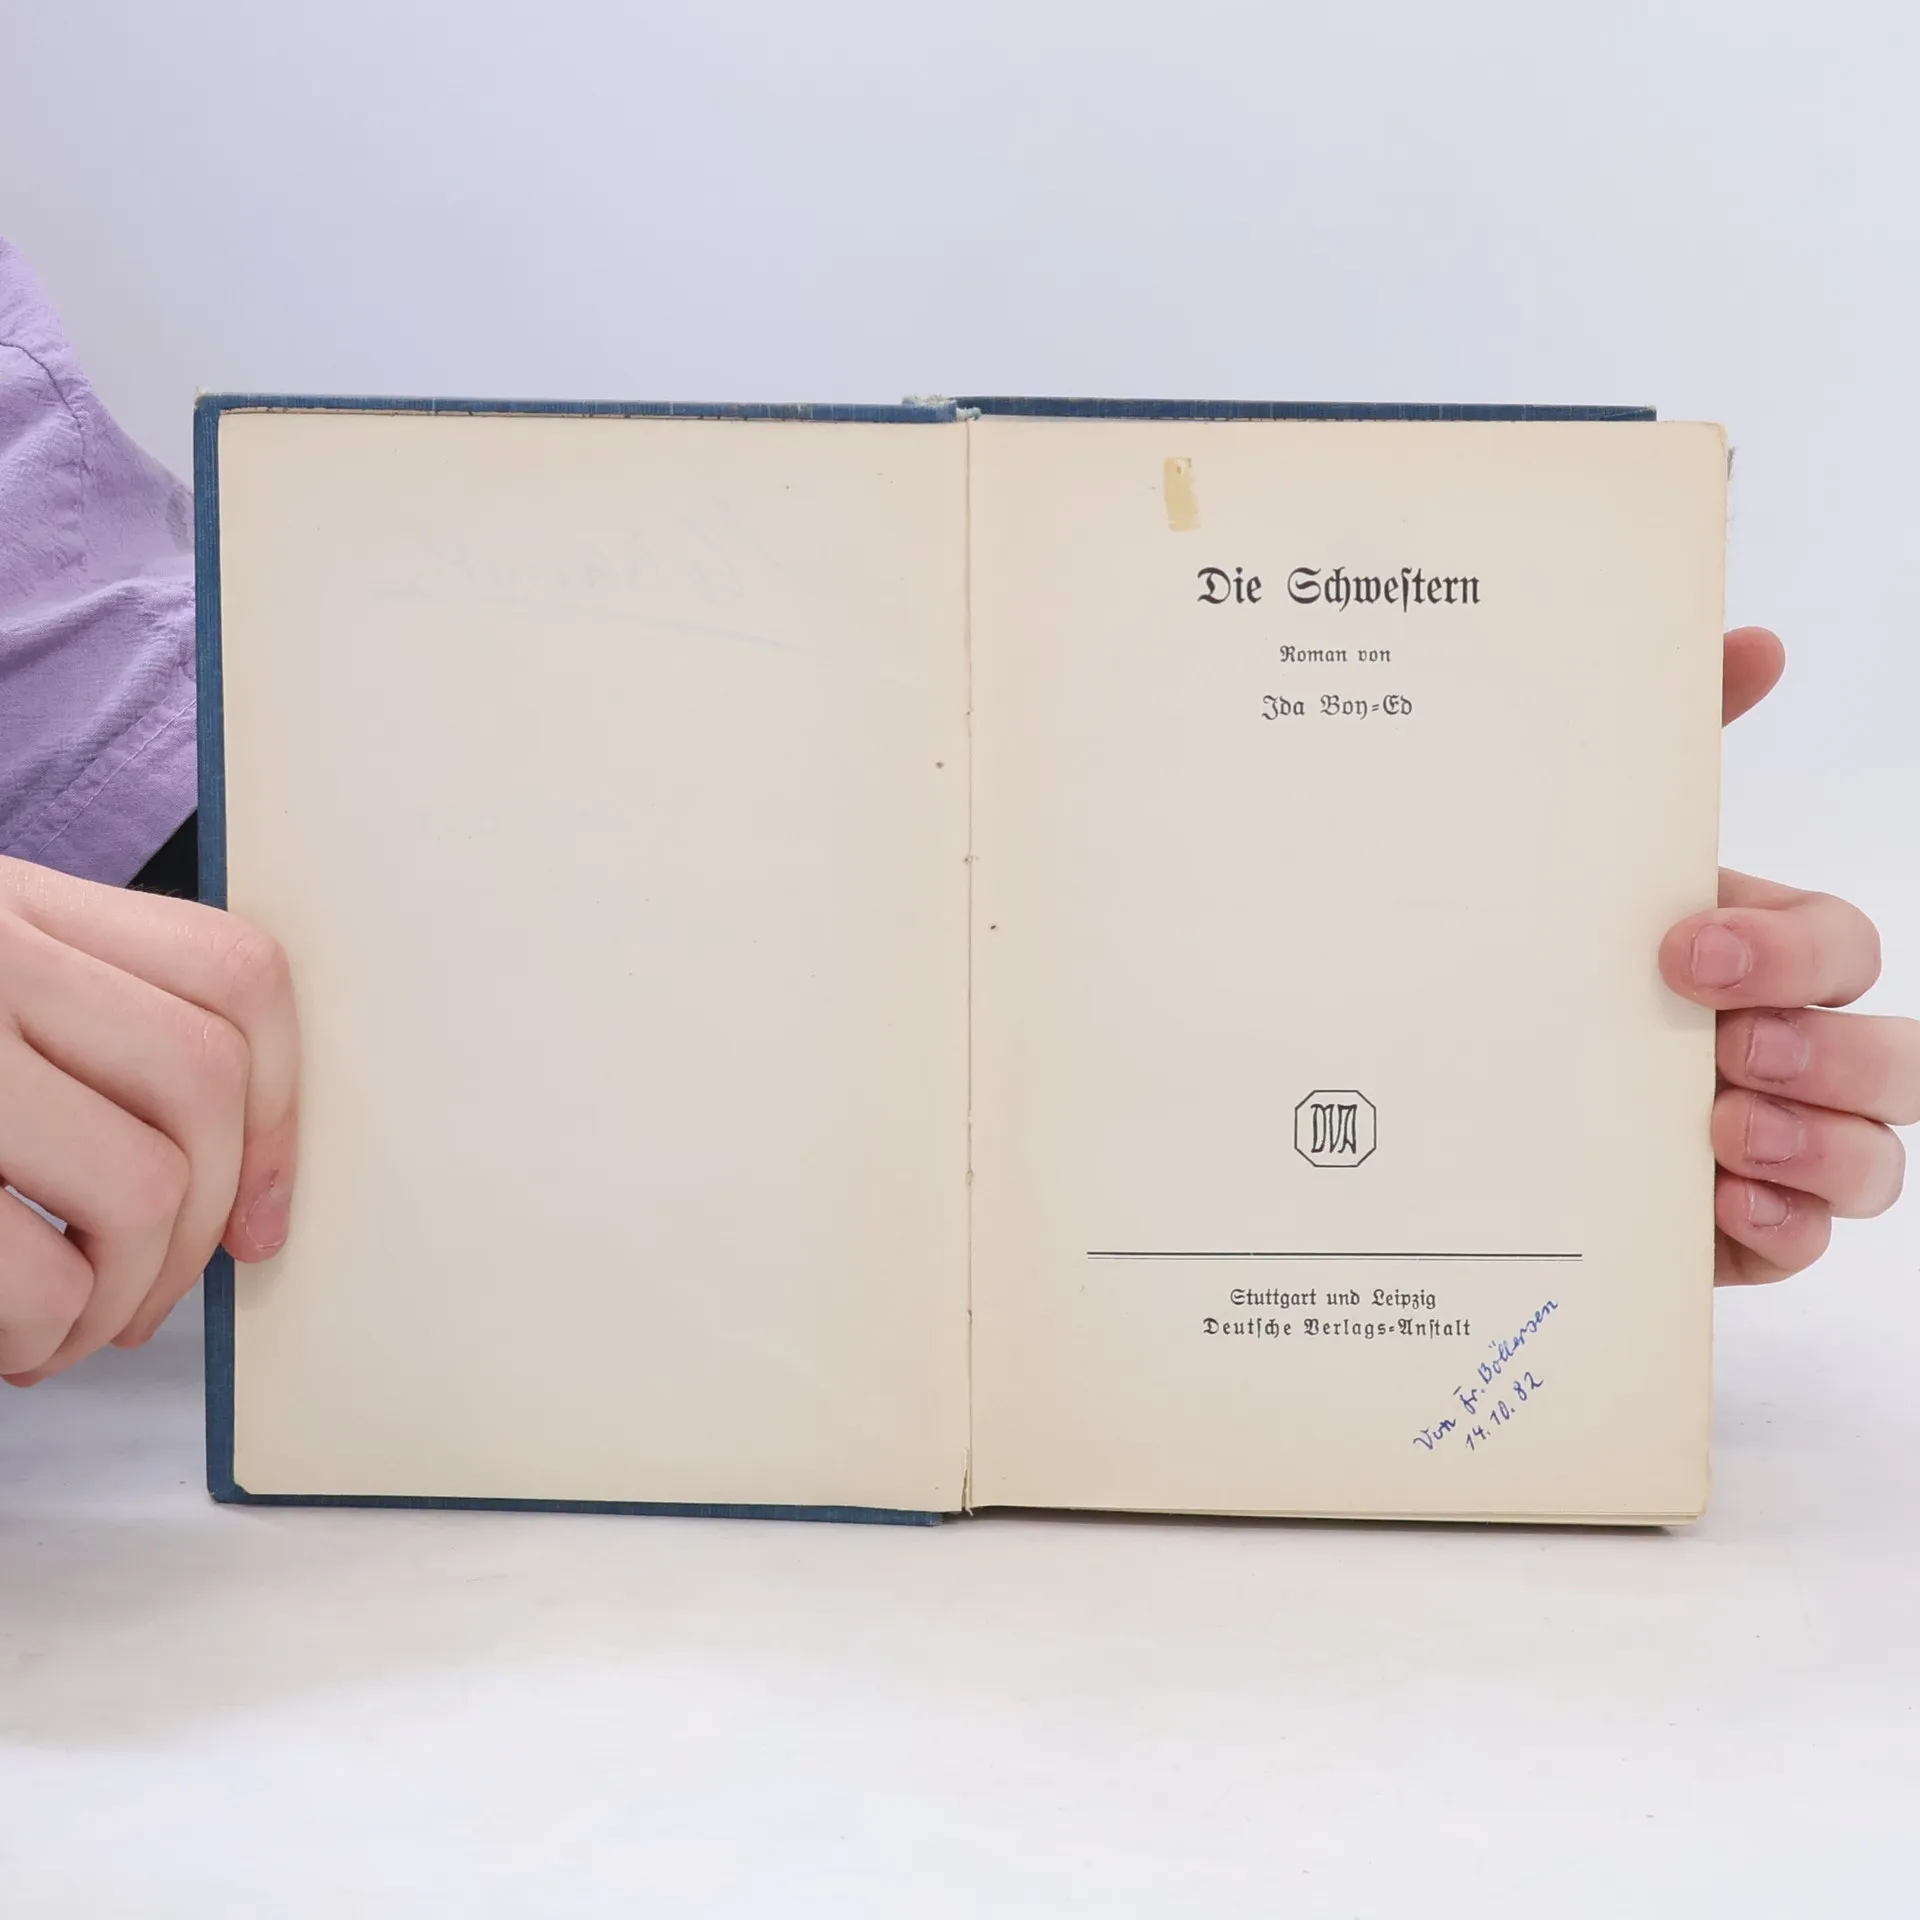 Die Schweſtern
Roman von
Ida Boy=Ed
DVA
Stuttgart und Leipzig
Deutſche Verlags=Anſtalt
Von Fr. Böllersen
14. 10. 82